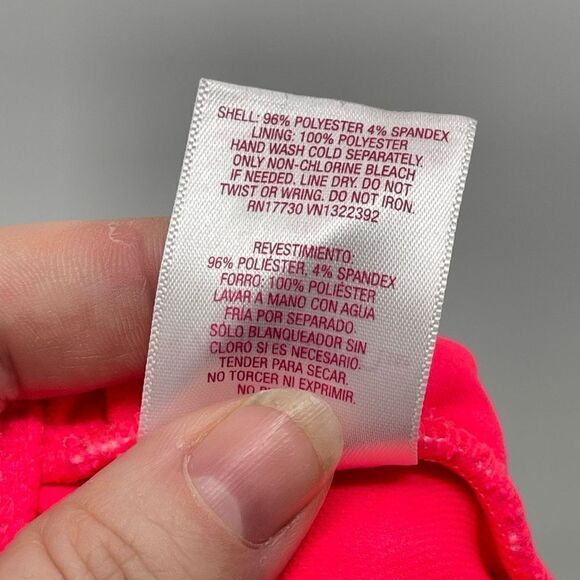 SHELL: 96% POLYESTER 4% SPANDEX
LINING: 100% POLYESTER
HAND WASH COLD SEPARATELY.
ONLY NON-CHLORINE BLEACH
IF NEEDED. LINE DRY. DO NOT
TWIST OR WRING. DO NOT IRON.
RN17730 VN1322392
REVESTIMIENTO:
96% POLIÉSTER, 4% SPANDEX
FORRO: 100% POLIÉSTER
LAVAR A MANO CON AGUA
FRÍA POR SEPARADO.
SÓLO BLANQUEADOR SIN
CLORO SI ES NECESARIO.
TENDER PARA SECAR.
NO TORCER NI EXPRIMIR.
NO